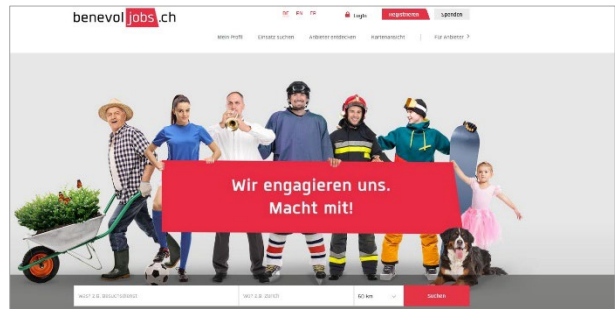 benevoljobs.ch
DE EN FR Login Registrieren Spenden
Mein Profil Einsatz suchen Anbieter entdecken Kartenansicht | Für Anbieter ?
Wir engagieren uns.
Macht mit!
50 km Suchen